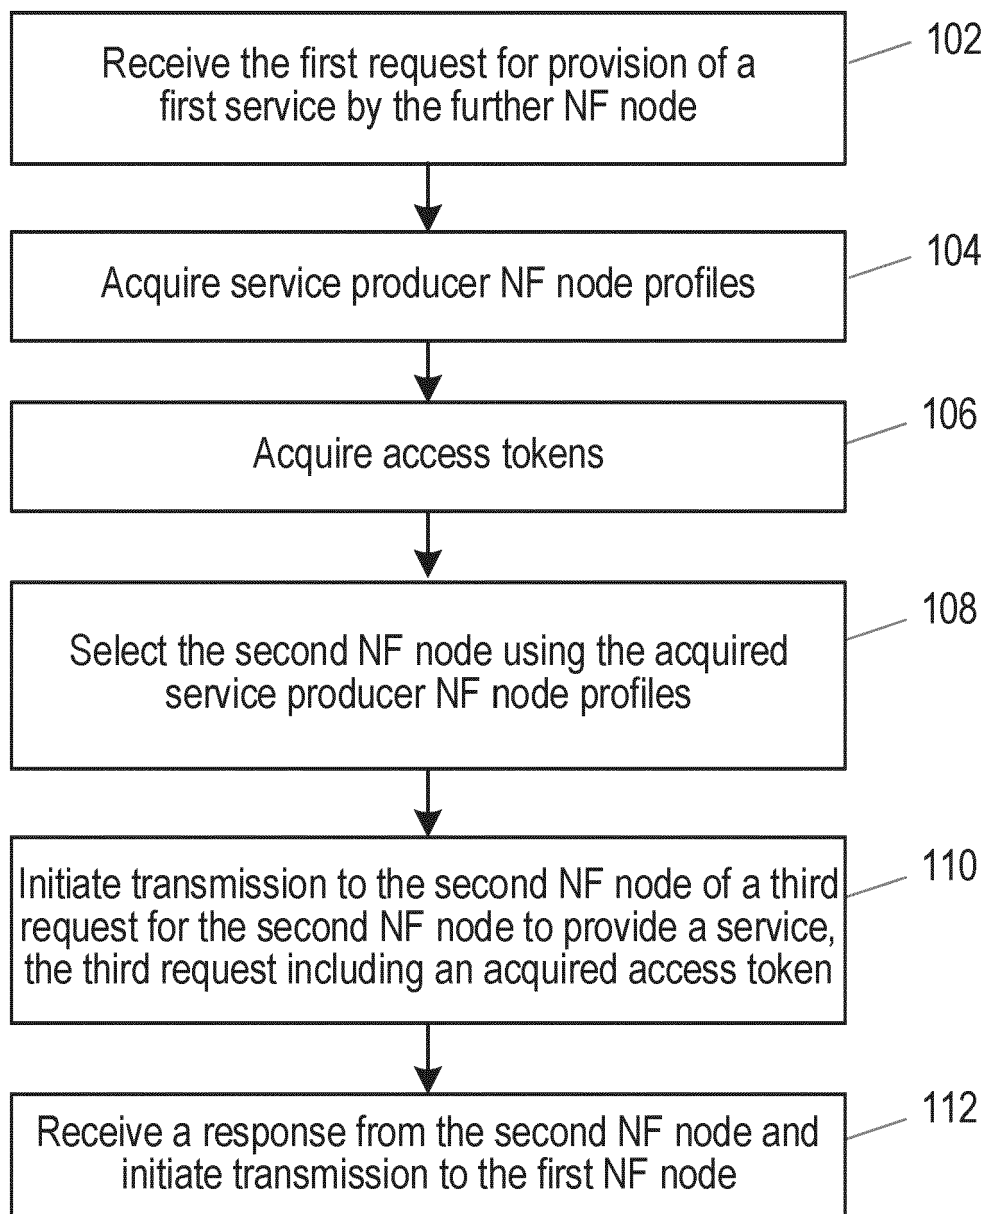 Receive the first request for provision of a
first service by the further NF node
102
Acquire service producer NF node profiles
104
Acquire access tokens
106
Select the second NF node using the acquired
service producer NF node profiles
108
Initiate transmission to the second NF node of a third
request for the second NF node to provide a service,
the third request including an acquired access token
110
Receive a response from the second NF node and
initiate transmission to the first NF node
112